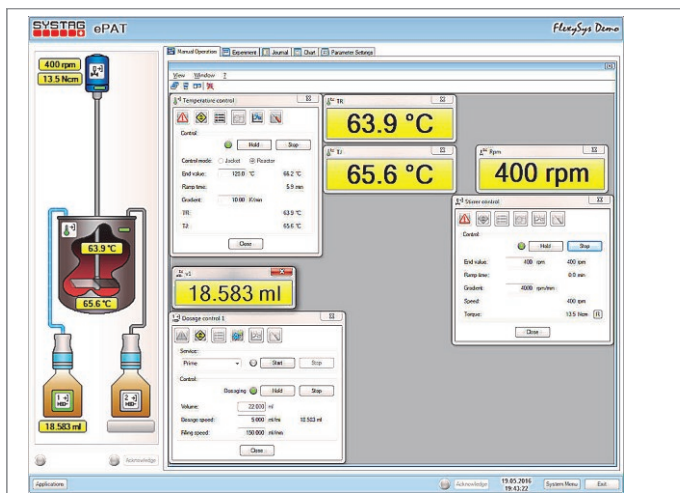 SYSTAG ePAT
FlexySys Demo
Manual Operation Experiment Journal Chart Parameter Settings
View Window ?
400 rpm
13.5 Ncm
63.9 °C
65.6 °C
1
2
18.583 ml
Acknowledge
Temperature control
Control:
Hold Stop
Control mode: Jacket Reactor
End value: 120.0 °C 66.2 °C
Ramp time: 5.9 min
Gradient: 10.00 K/min
TR: 63.9 °C
TJ: 65.6 °C
Close
TR
63.9 °C
TJ
65.6 °C
Rpm
400 rpm
Stirrer control
Control:
Hold Stop
End value: 400 rpm 400 rpm
Ramp time: 0.0 min
Gradient: 4000 rpm/min
Speed: 400 rpm
Torque: 13.5 Ncm
Close
v1
18.583 ml
Dosage control 1
Service:
Prime Start Stop
Control:
Dosaging Hold Stop
Volume: 22.000 ml
Dosage speed: 5.000 ml/min 18.583 ml
Filling speed: 150.000 ml/min
Close
Applications
Acknowledge
19.05.2016
19:43:22
System Menu Exit